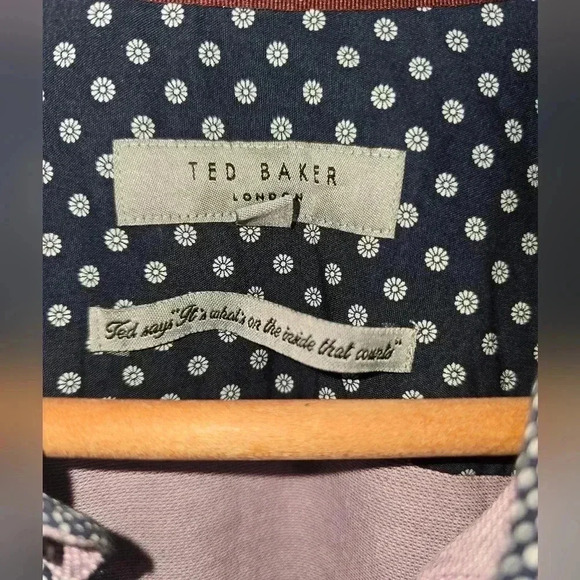 TED BAKER
LONDON
Ted says "It's what's on the inside that counts"